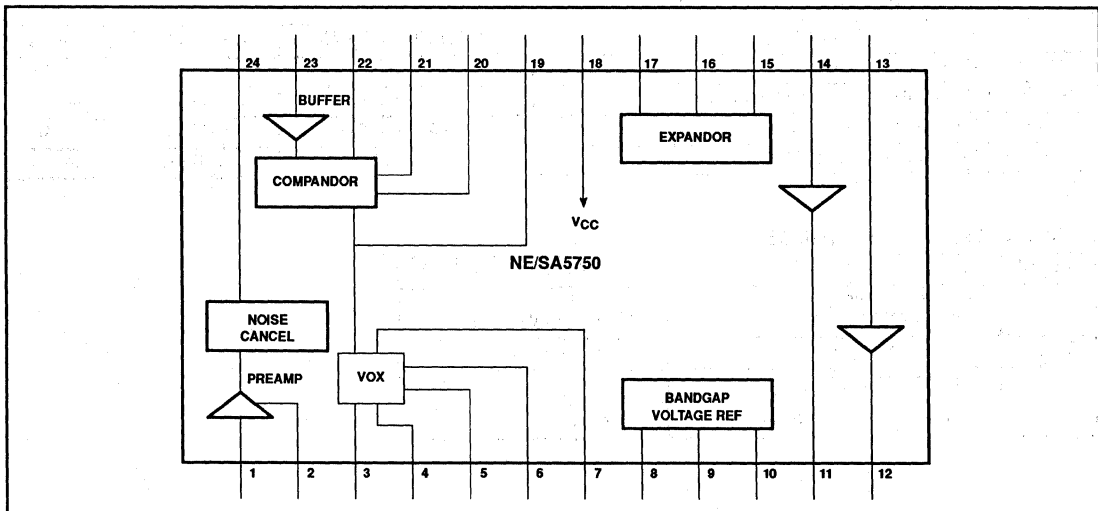 24 23 22 21 20 19 18 17 16 15 14 13
BUFFER
EXPANDOR
COMPANDOR
VCC
NE/SA5750
NOISE
CANCEL
PREAMP
VOX
BANDGAP
VOLTAGE REF
1 2 3 4 5 6 7 8 9 10 11 12